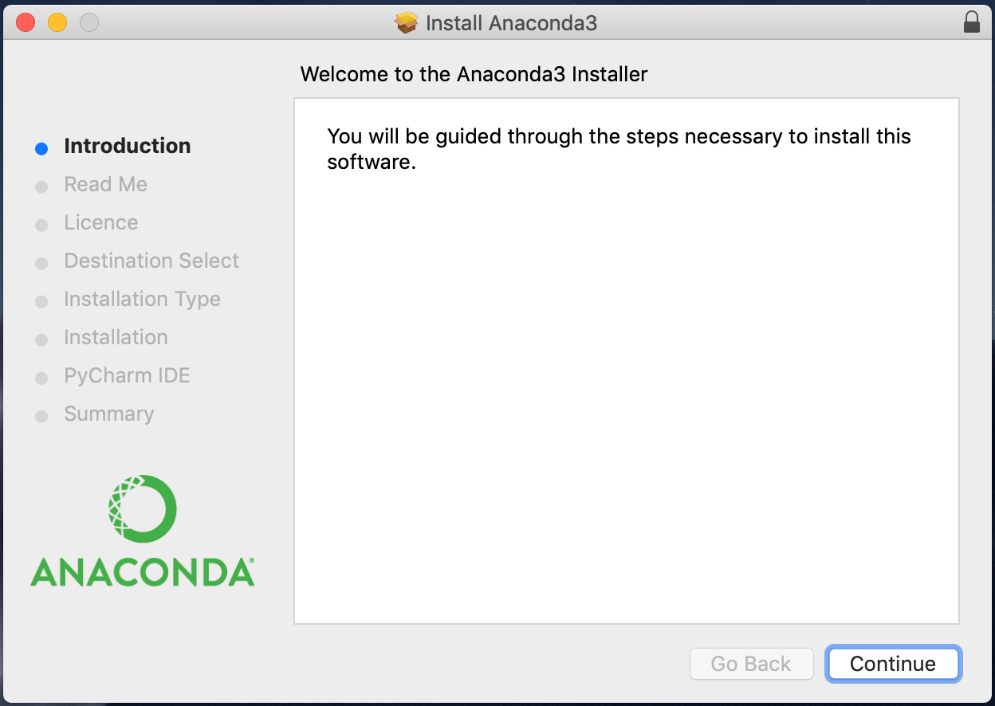 Install Anaconda3
Welcome to the Anaconda3 Installer
Introduction
Read Me
Licence
Destination Select
Installation Type
Installation
PyCharm IDE
Summary
ANACONDA®
You will be guided through the steps necessary to install this
software.
Go Back
Continue